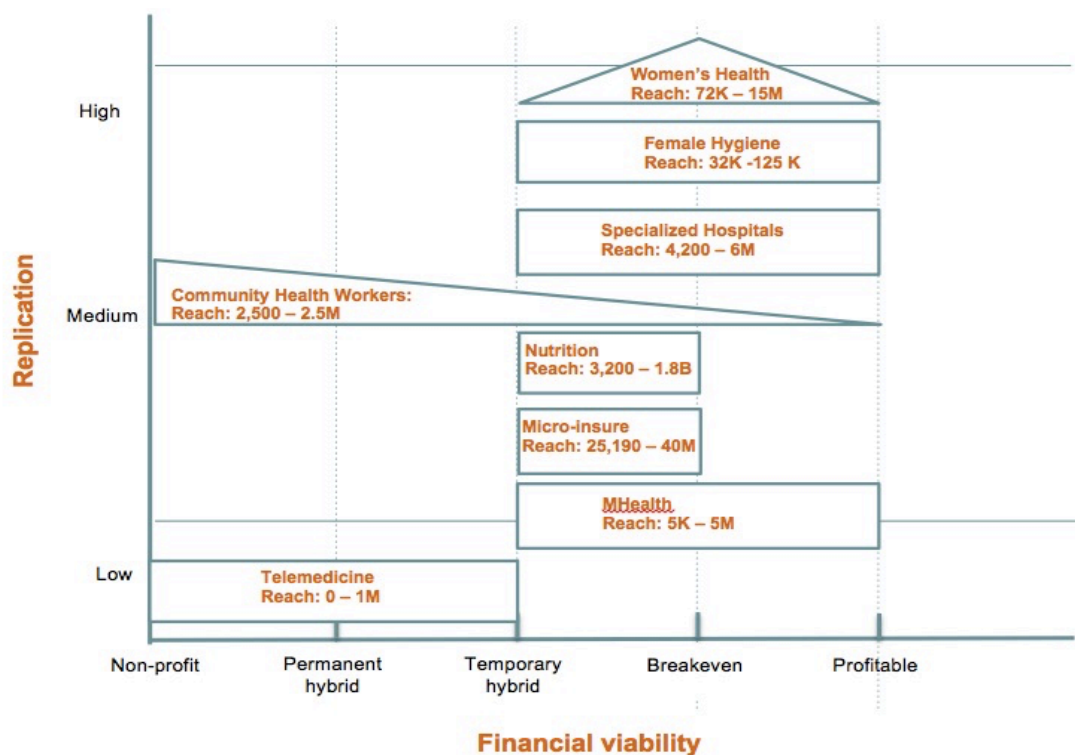 Women's Health
Reach: 72K – 15M
High
Female Hygiene
Reach: 32K -125 K
Specialized Hospitals
Reach: 4,200 – 6M
Replication
Community Health Workers:
Reach: 2,500 – 2.5M
Medium
Nutrition
Reach: 3,200 – 1.8B
Micro-insure
Reach: 25,190 – 40M
MHealth
Reach: 5K – 5M
Low
Telemedicine
Reach: 0 – 1M
Non-profit
Permanent
hybrid
Temporary
hybrid
Breakeven
Profitable
Financial viability